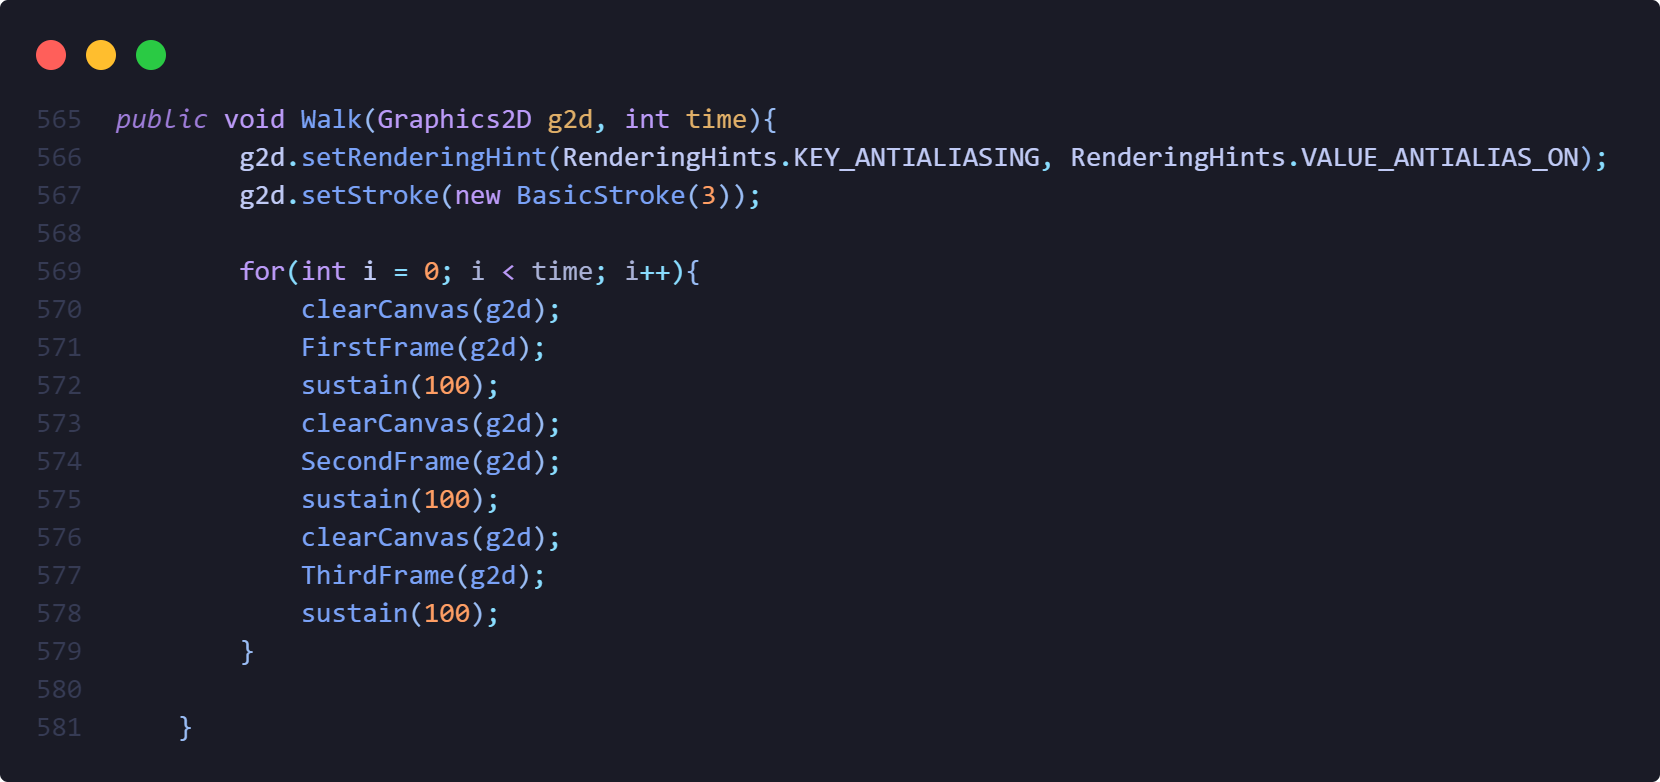 565 public void Walk(Graphics2D g2d, int time){
566         g2d.setRenderingHint(RenderingHints.KEY_ANTIALIASING, RenderingHints.VALUE_ANTIALIAS_ON);
567         g2d.setStroke(new BasicStroke(3));
568
569         for(int i = 0; i < time; i++){
570             clearCanvas(g2d);
571             FirstFrame(g2d);
572             sustain(100);
573             clearCanvas(g2d);
574             SecondFrame(g2d);
575             sustain(100);
576             clearCanvas(g2d);
577             ThirdFrame(g2d);
578             sustain(100);
579         }
580
581     }